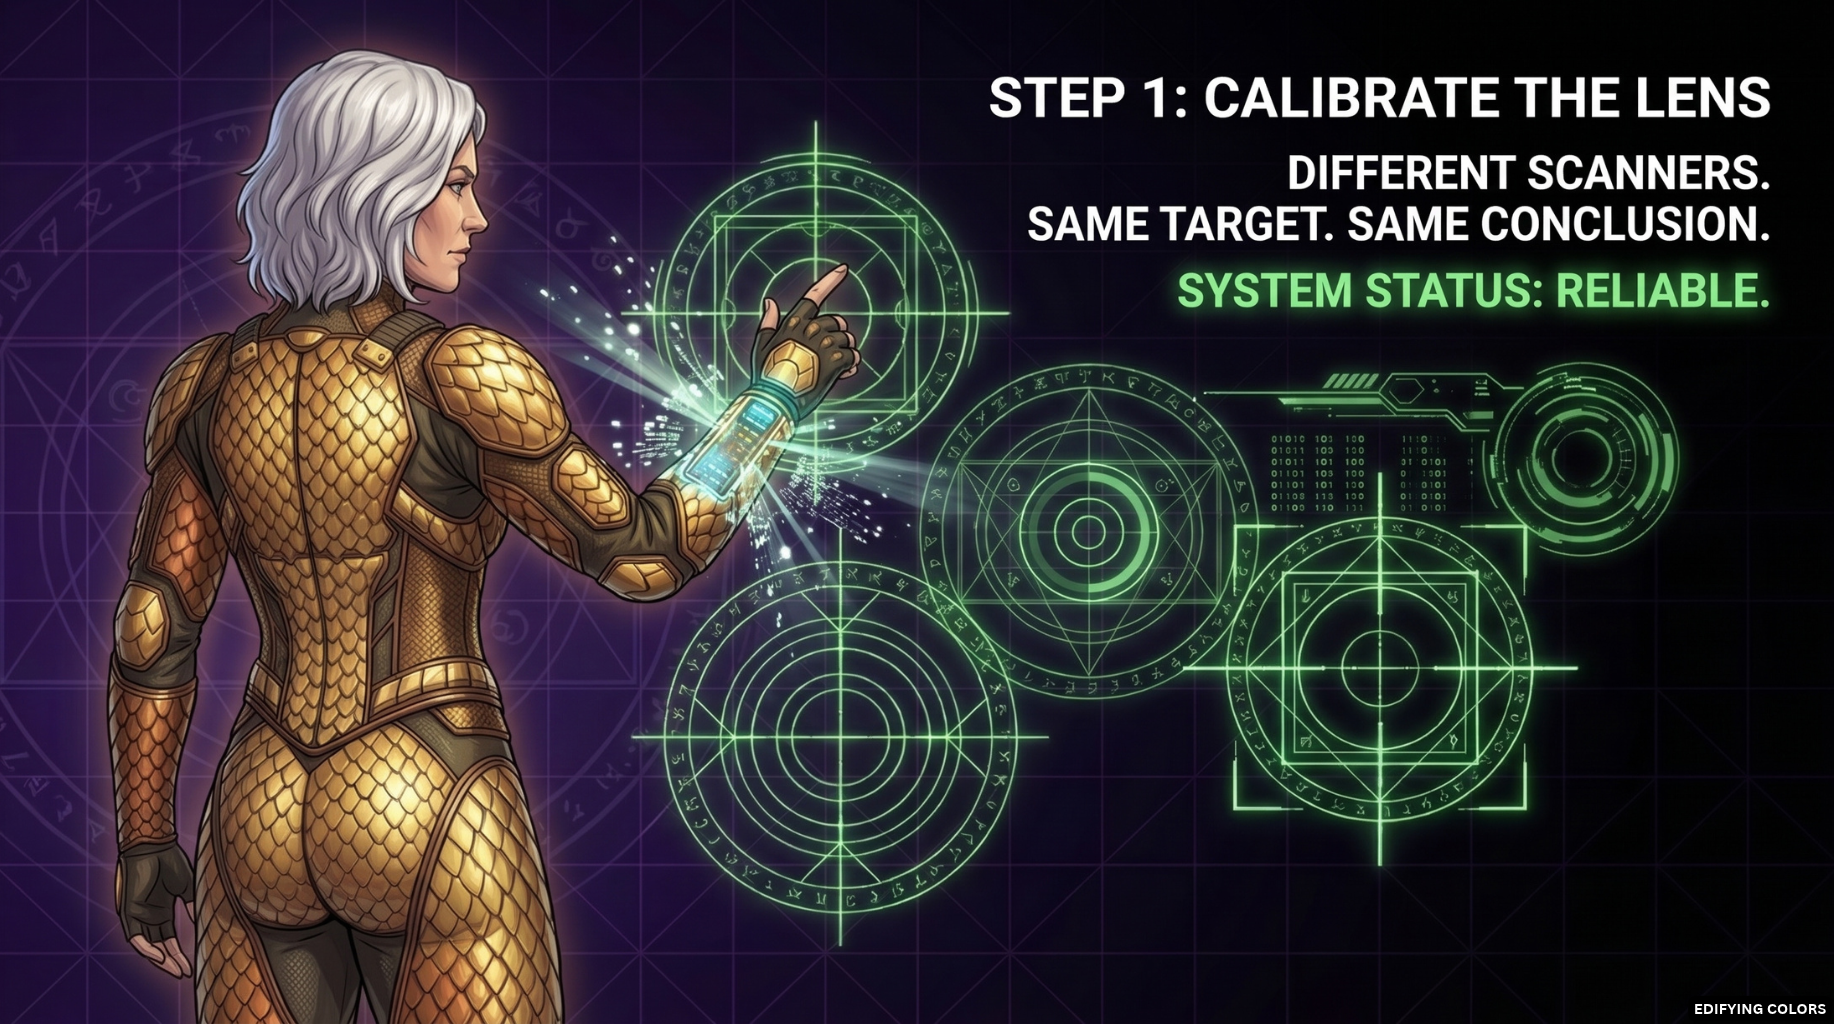 STEP 1: CALIBRATE THE LENS
DIFFERENT SCANNERS.
SAME TARGET. SAME CONCLUSION.
SYSTEM STATUS: RELIABLE.
EDIFYING COLORS